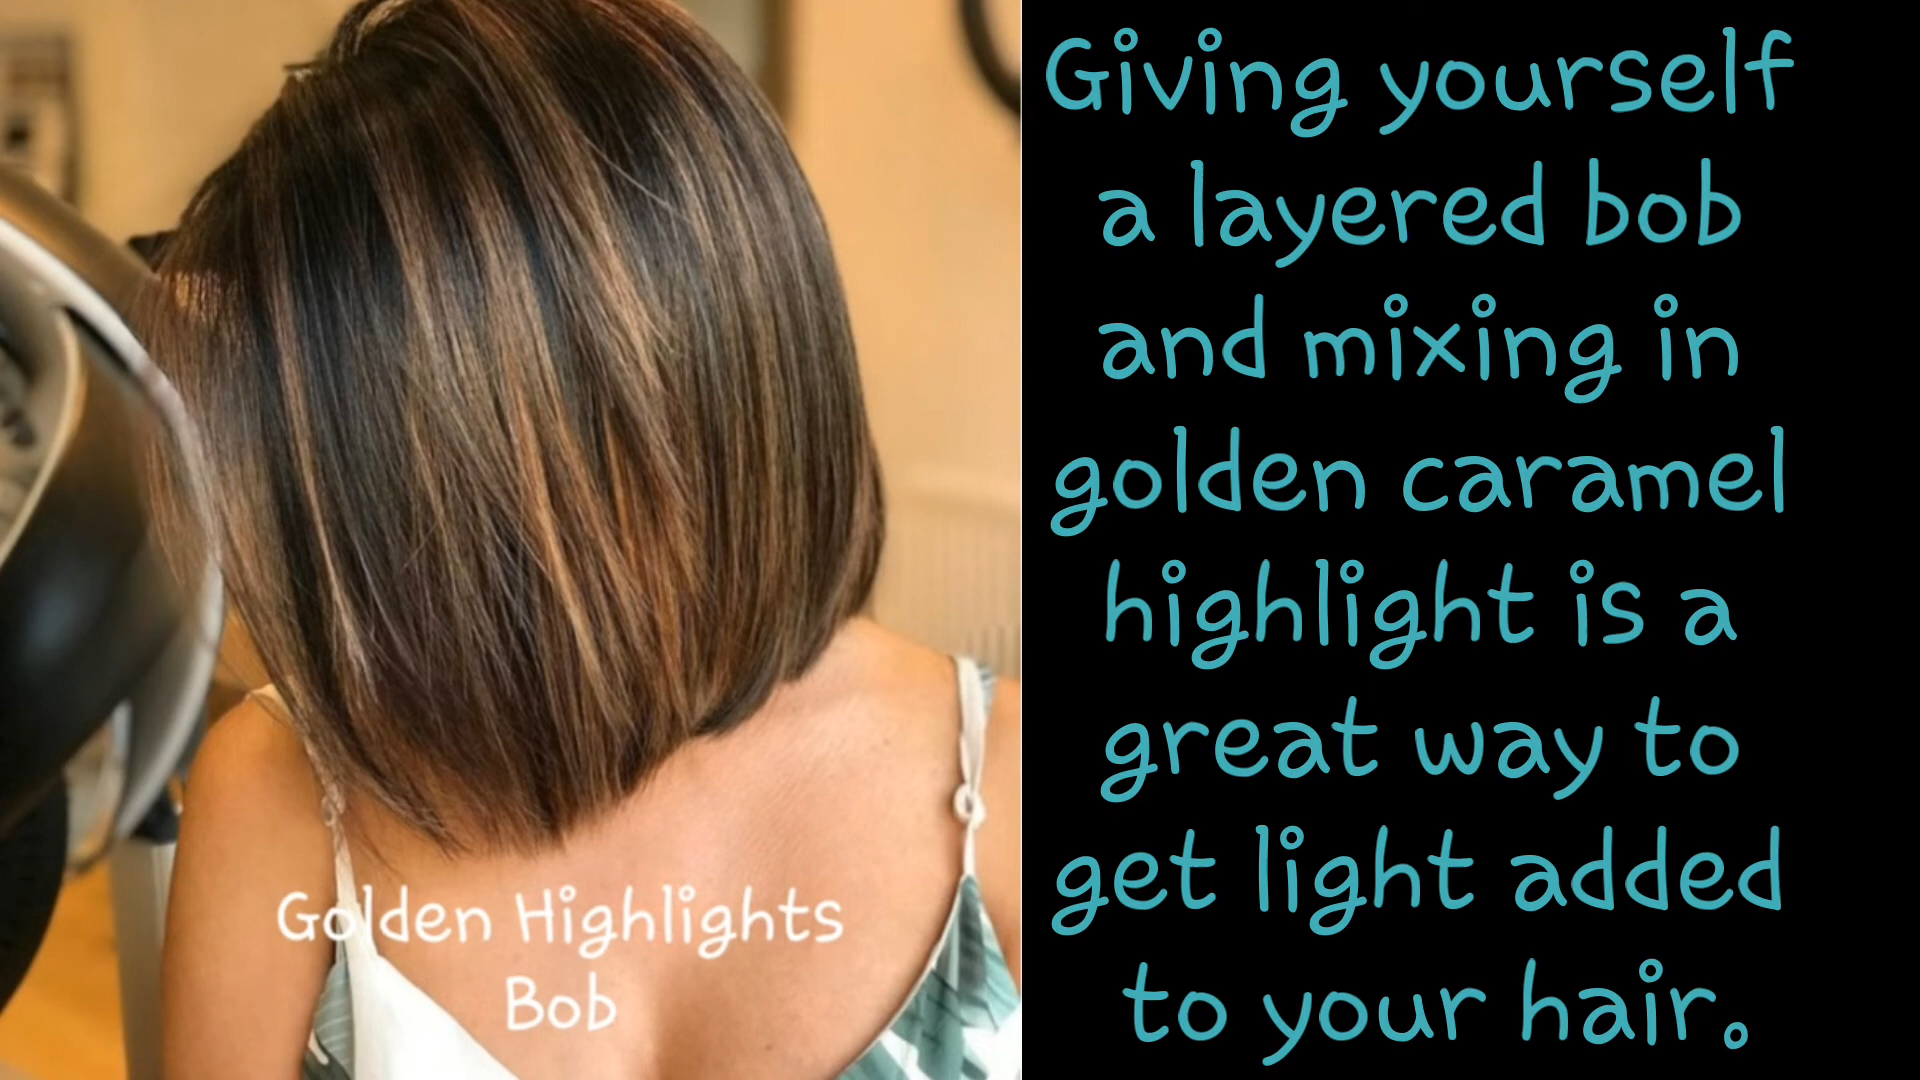 Golden Highlights
Bob
Giving yourself
a layered bob
and mixing in
golden caramel
highlight is a
great way to
get light added
to your hair.